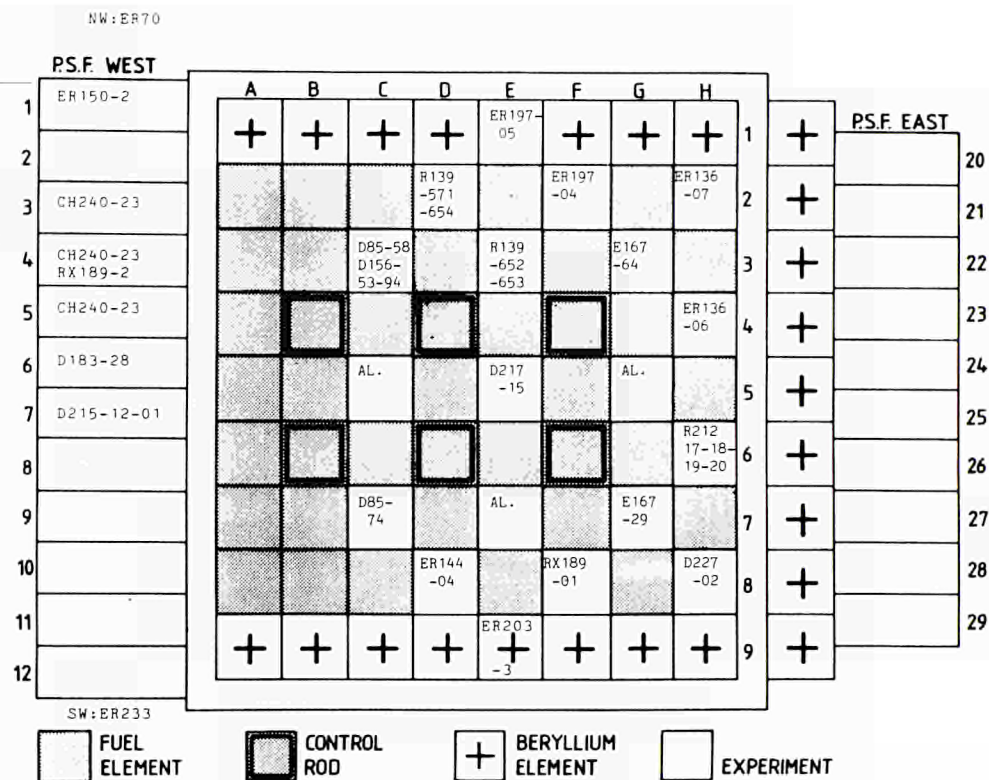 NW:ER70
P.S.F. WEST
A B C D E F G H
P.S.F. EAST
1 ER150-2
2
3 CH240-23
4 CH240-23
RX189-2
5 CH240-23
6 D183-28
7 D215-12-01
8
9
10
11
12
ER197-
05
1
R139
-571
-654
ER197
-04
ER136
-07
2
D85-58
D156-
53-94
R139
-652
-653
E167
-64
3
ER136
-06
4
AL.
D217
-15
AL.
5
R212
17-18-
19-20
6
D85-
74
AL.
E167
-29
7
ER144
-04
RX189
-01
D227
-02
8
ER203
-3
9
20
21
22
23
24
25
26
27
28
29
SW:ER233
FUEL
ELEMENT
CONTROL
ROD
BERYLLIUM
ELEMENT
EXPERIMENT